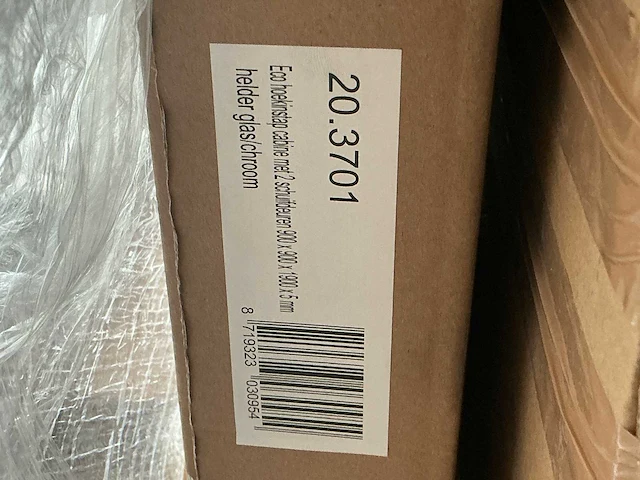 20.3701
Eco hoekinstap cabine met 2 schuifdeuren 900 x 900 x 1900 x 5 mm
helder glas/chroom
8 719323 030954